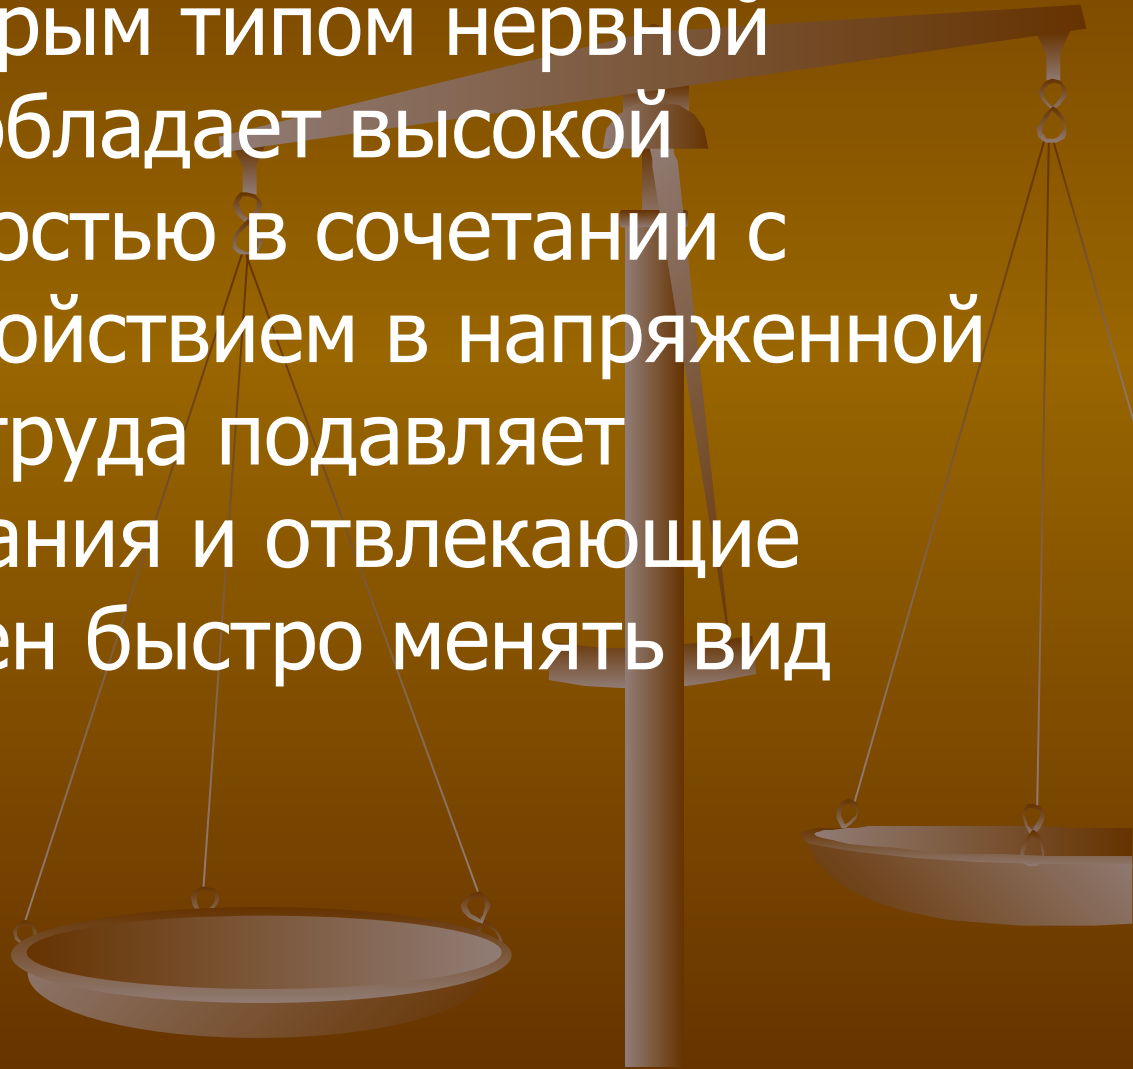 рым типом нервной
обладает высокой
остью в сочетании с
ойствием в напряженной
труда подавляет
ания и отвлекающие
ен быстро менять вид